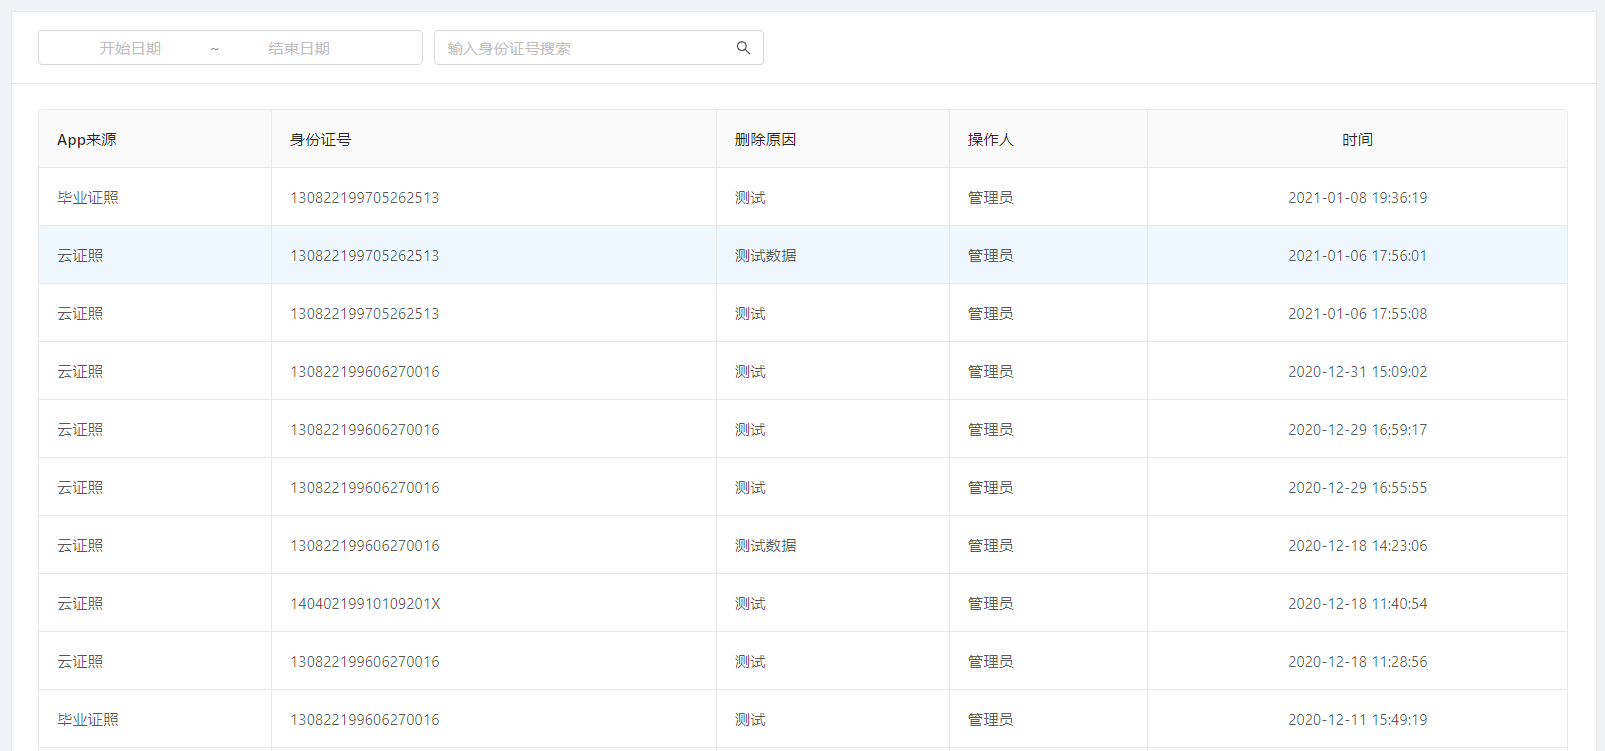 开始日期 ~ 结束日期 输入身份证号搜索
App来源 身份证号 删除原因 操作人 时间
毕业证照 130822199705262513 测试 管理员 2021-01-08 19:36:19
云证照 130822199705262513 测试数据 管理员 2021-01-06 17:56:01
云证照 130822199705262513 测试 管理员 2021-01-06 17:55:08
云证照 130822199606270016 测试 管理员 2020-12-31 15:09:02
云证照 130822199606270016 测试 管理员 2020-12-29 16:59:17
云证照 130822199606270016 测试 管理员 2020-12-29 16:55:55
云证照 130822199606270016 测试数据 管理员 2020-12-18 14:23:06
云证照 14040219910109201X 测试 管理员 2020-12-18 11:40:54
云证照 130822199606270016 测试 管理员 2020-12-18 11:28:56
毕业证照 130822199606270016 测试 管理员 2020-12-11 15:49:19